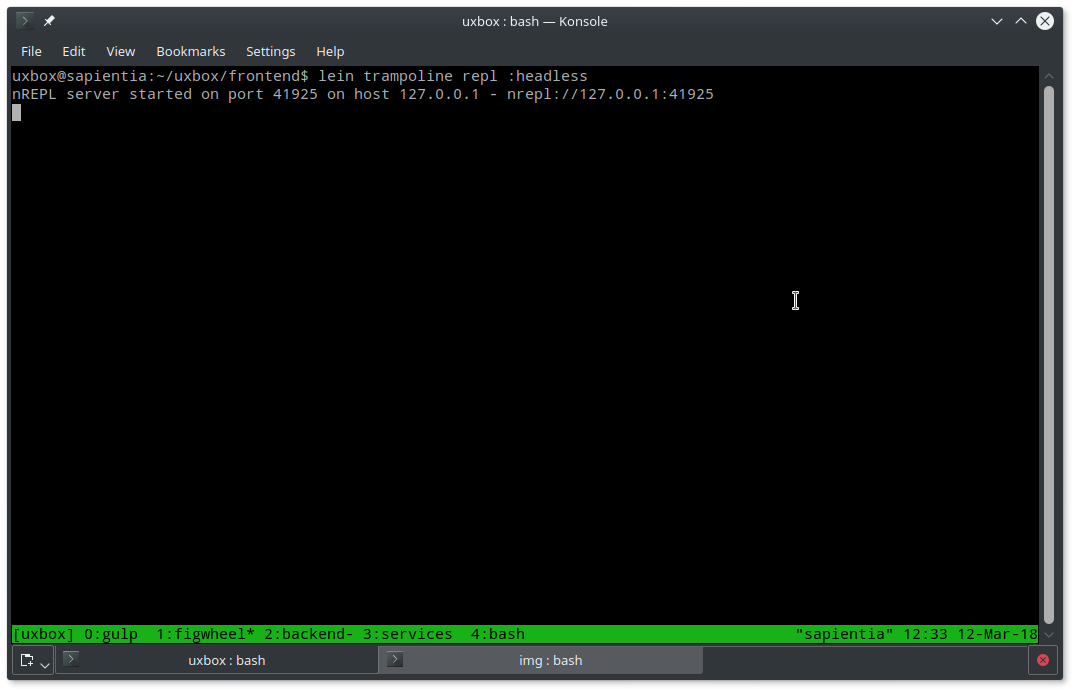 uxbox : bash — Konsole
File Edit View Bookmarks Settings Help
uxbox@sapientia:~/uxbox/frontend$ lein trampoline repl :headless
nREPL server started on port 41925 on host 127.0.0.1 - nrepl://127.0.0.1:41925
[uxbox] 0:gulp  1:figwheel* 2:backend- 3:services  4:bash "sapientia" 12:33 12-Mar-18
uxbox : bash img : bash